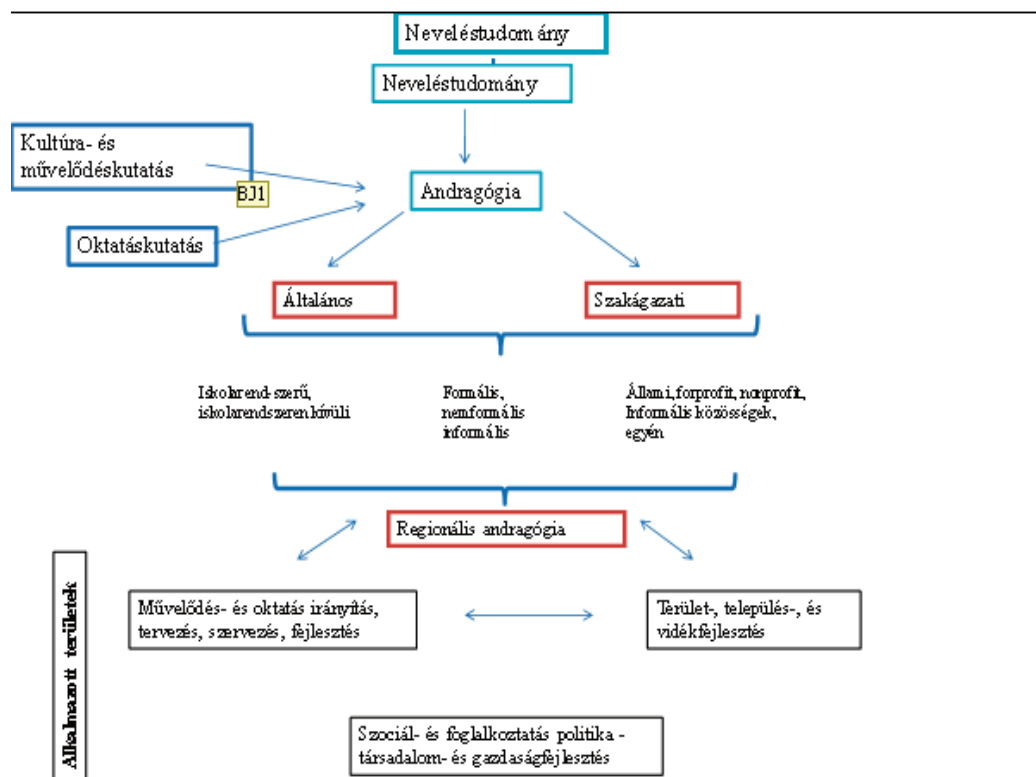 Neveléstudomány
Neveléstudomány
Kultúra- és
művelődéskutatás
BJ1
Andragógia
Oktatáskutatás
Általános
Szakágazati
Iskolarend-szerű,
iskolarendszeren kívüli
Formális,
nemformális
informális
Állami, forprofit, nonprofit,
Informális közösségek,
egyén
Regionális andragógia
Alkalmazott területek
Művelődés- és oktatás irányítás,
tervezés, szervezés, fejlesztés
Terület-, település-, és
vidékfejlesztés
Szociál- és foglalkoztatás politika -
társadalom- és gazdaságfejlesztés